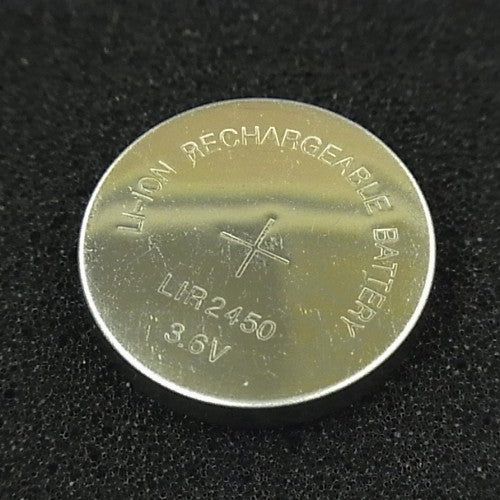 LI-ION RECHARGEABLE BATTERY
+
LIR2450
3.6V